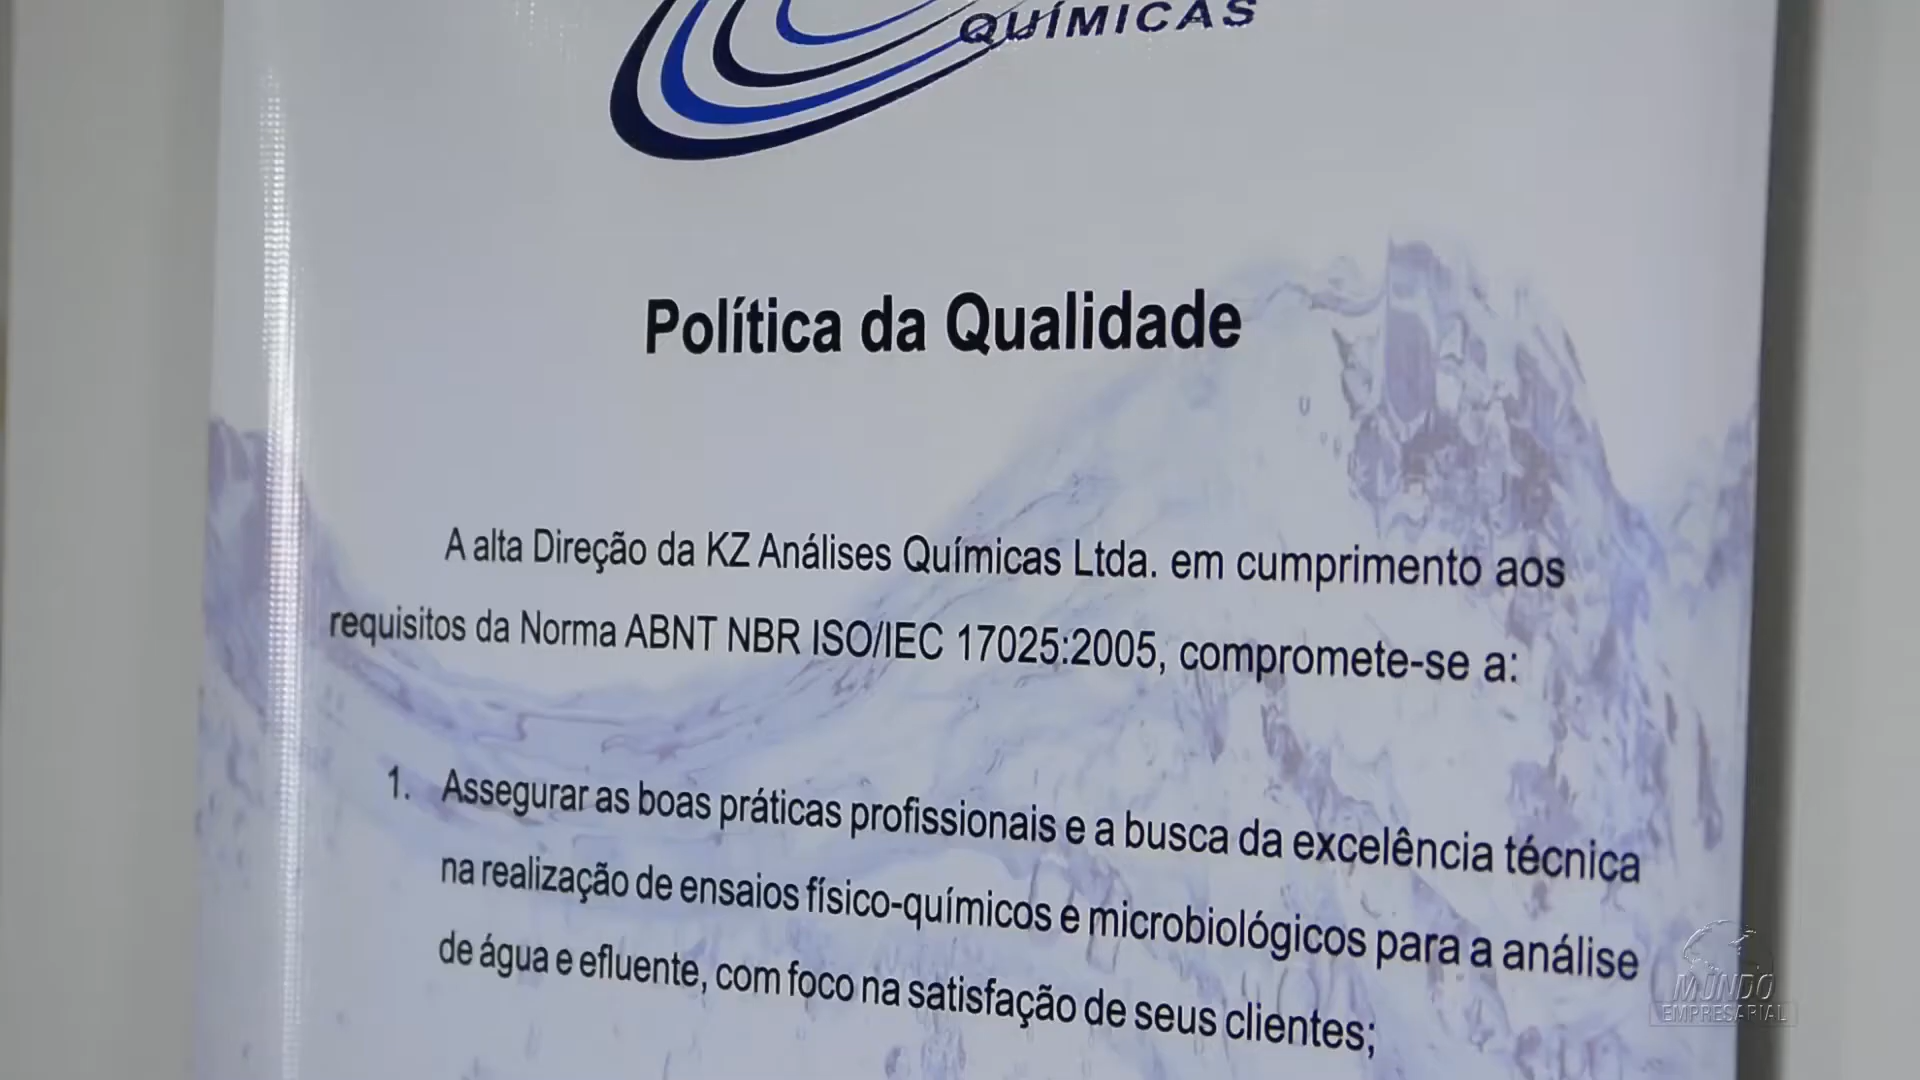 QUÍMICAS
Política da Qualidade
A alta Direção da KZ Análises Químicas Ltda. em cumprimento aos
requisitos da Norma ABNT NBR ISO/IEC 17025:2005, compromete-se a:
1. Assegurar as boas práticas profissionais e a busca da excelência técnica
na realização de ensaios físico-químicos e microbiológicos para a análise
de água e efluente, com foco na satisfação de seus clientes;
MUNDO
EMPRESARIAL